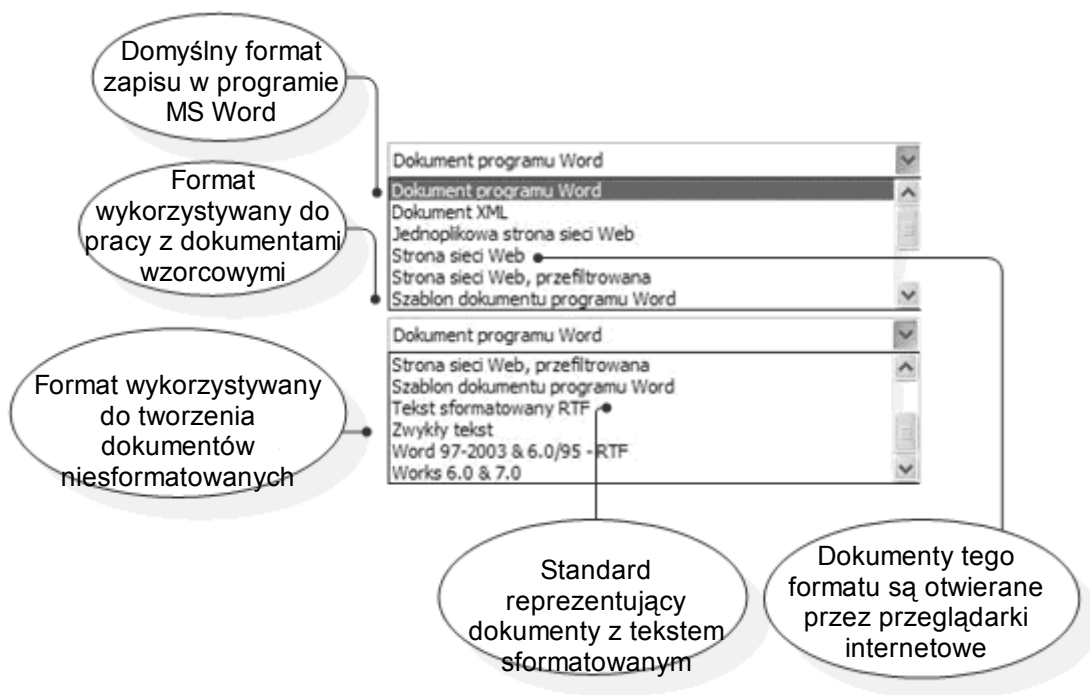 Domyślny format
zapisu w programie
MS Word
Format
wykorzystywany do
pracy z dokumentami
wzorcowymi
Format wykorzystywany
do tworzenia
dokumentów
niesformatowanych
Dokument programu Word
Dokument programu Word
Dokument XML
Jednoplikowa strona sieci Web
Strona sieci Web
Strona sieci Web, przefiltrowana
Szablon dokumentu programu Word
Dokument programu Word
Strona sieci Web, przefiltrowana
Szablon dokumentu programu Word
Tekst sformatowany RTF
Zwykły tekst
Word 97-2003 & 6.0/95 - RTF
Works 6.0 & 7.0
Standard
reprezentujący
dokumenty z tekstem
sformatowanym
Dokumenty tego
formatu są otwierane
przez przeglądarki
internetowe